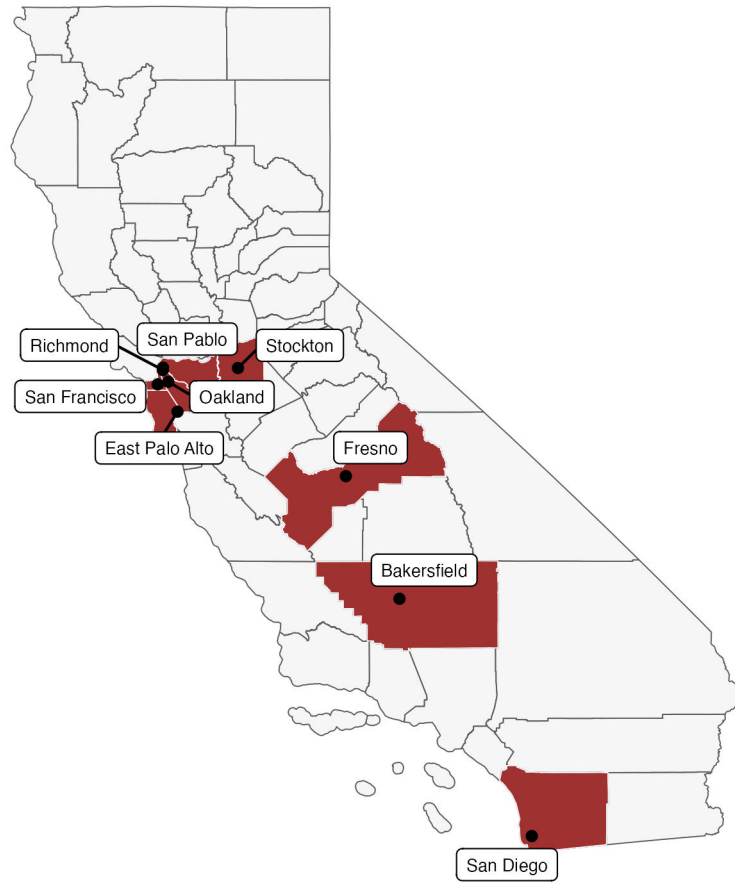 San Pablo
Richmond
Stockton
San Francisco
Oakland
East Palo Alto
Fresno
Bakersfield
San Diego